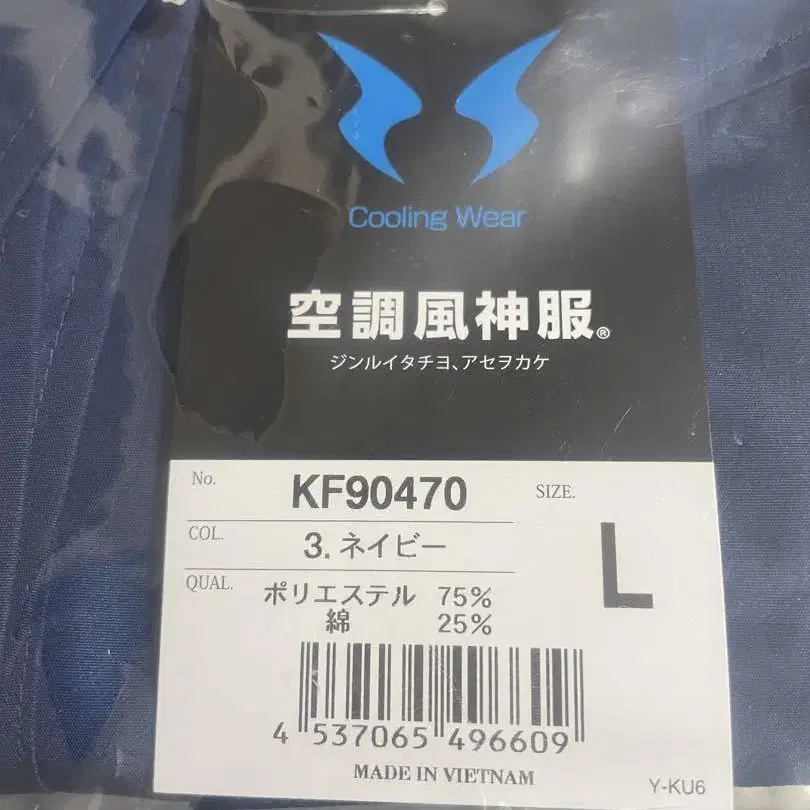 Cooling Wear
空調風神服®
ジンルイタチヨ、アセヲカケ
No. KF90470 SIZE.
COL. 3. ネイビー L
QUAL. ポリエステル 75%
綿 25%
4 537065 496609
MADE IN VIETNAM
Y-KU6